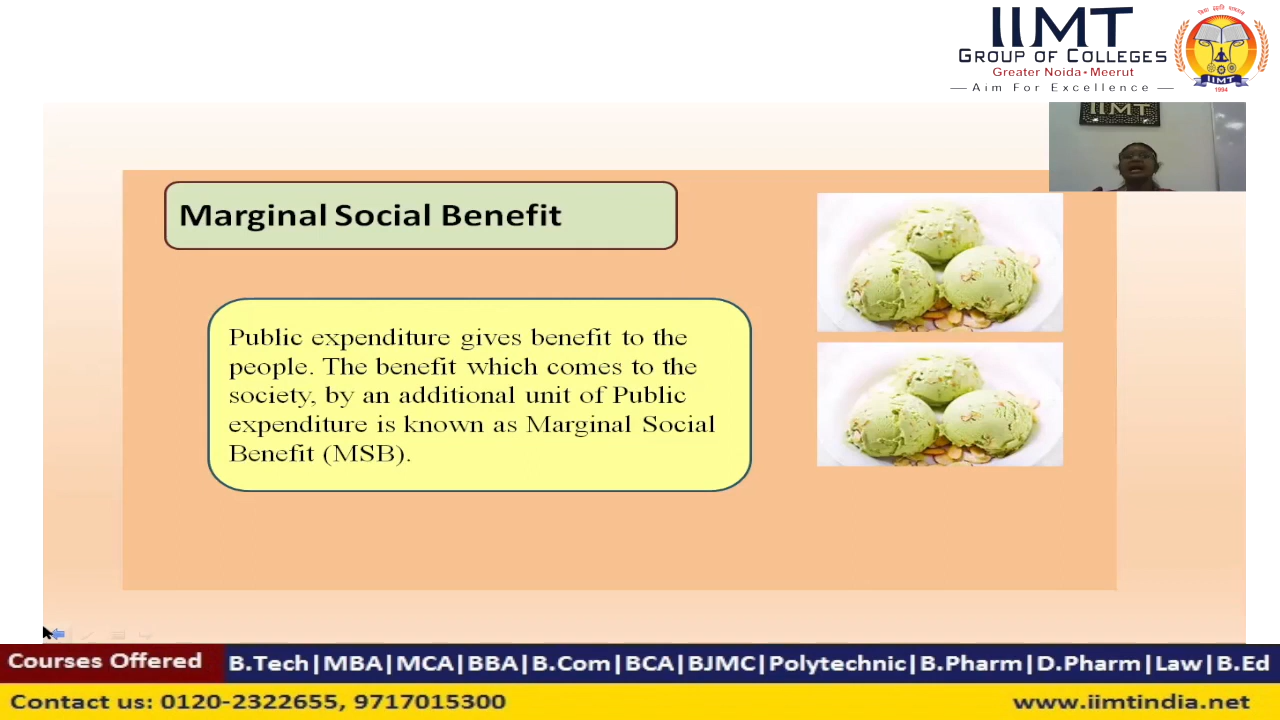 IIMT
GROUP OF COLLEGES
Greater Noida • Meerut
Aim For Excellence
IIMT
1994
IIMT
Marginal Social Benefit
Public expenditure gives benefit to the
people. The benefit which comes to the
society, by an additional unit of Public
expenditure is known as Marginal Social
Benefit (MSB).
Courses Offered
B.Tech|MBA|MCA|BBA|B.Com|BCA|BJMC|Polytechnic|B.Pharm|D.Pharm|Law|B.Ed
Contact us: 0120-2322655, 9717015300
www.iimtindia.net